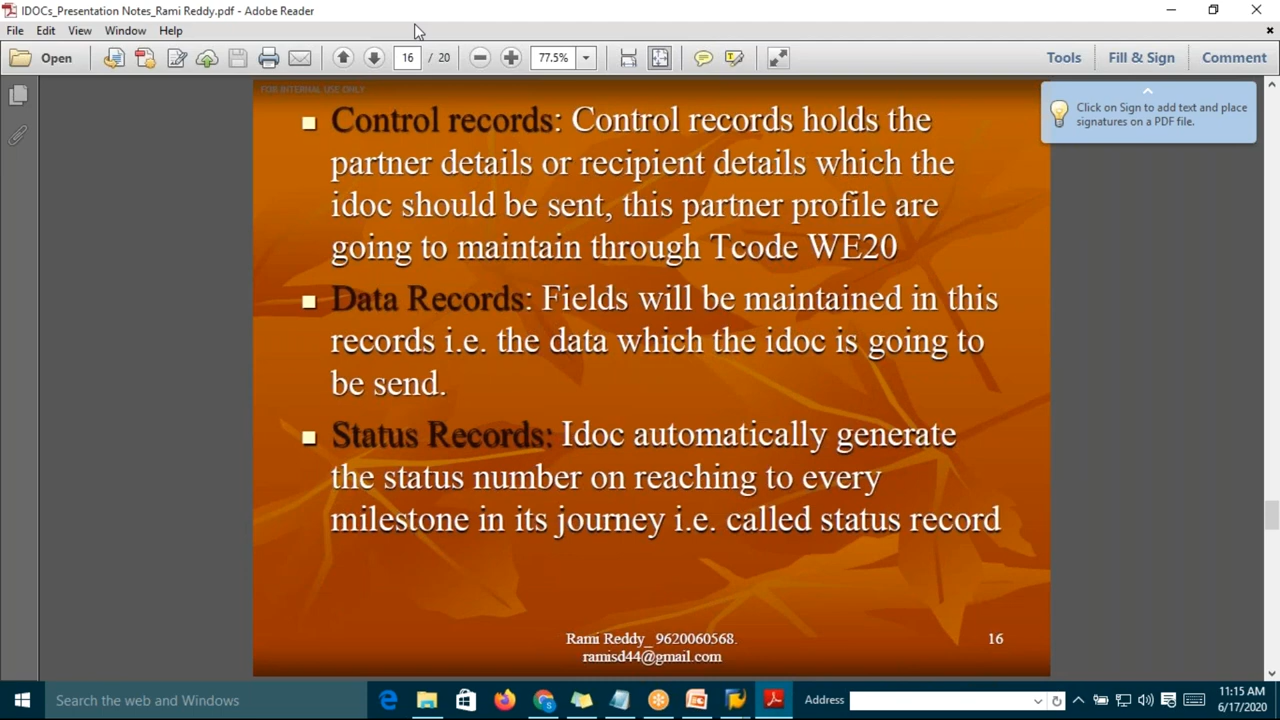 IDOCs_Presentation Notes_Rami Reddy.pdf - Adobe Reader
File Edit View Window Help
Open 16 / 20 77.5% Tools Fill & Sign Comment
Click on Sign to add text and place
signatures on a PDF file.
FOR INTERNAL USE ONLY
Control records: Control records holds the
partner details or recipient details which the
idoc should be sent, this partner profile are
going to maintain through Tcode WE20
Data Records: Fields will be maintained in this
records i.e. the data which the idoc is going to
be send.
Status Records: Idoc automatically generate
the status number on reaching to every
milestone in its journey i.e. called status record
Rami Reddy_ 9620060568.
ramisd44@gmail.com
16
Search the web and Windows
Address
11:15 AM
6/17/2020